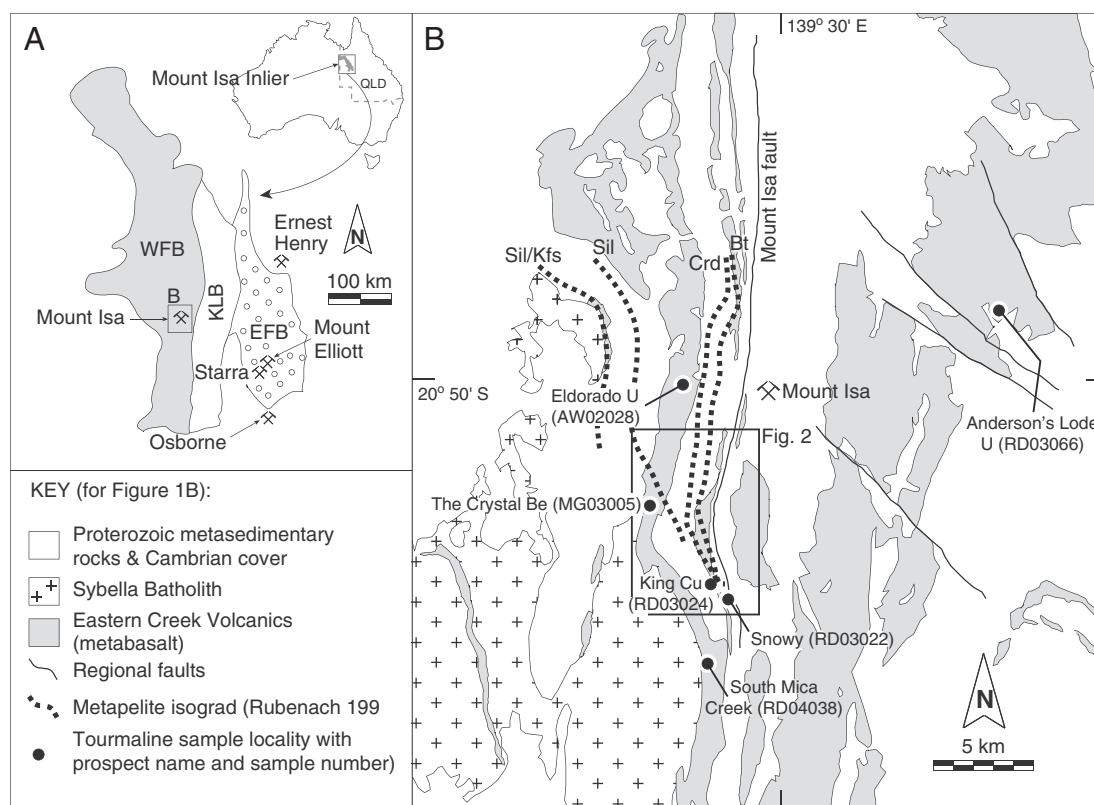 A
Mount Isa Inlier
QLD
WFB
KLB
EFB
B
Mount Isa
Ernest
Henry
N
100 km
Mount
Elliott
Starra
Osborne
KEY (for Figure 1B):
Proterozoic metasedimentary
rocks & Cambrian cover
Sybella Batholith
Eastern Creek Volcanics
(metabasalt)
Regional faults
Metapelite isograd (Rubenach 199
Tourmaline sample locality with
prospect name and sample number)
B
139º 30' E
Mount Isa fault
Sil/Kfs
Sil
Crd
Bt
20º 50' S
Eldorado U
(AW02028)
Mount Isa
Anderson's Lode
U (RD03066)
Fig. 2
The Crystal Be (MG03005)
King Cu
(RD03024)
Snowy (RD03022)
South Mica
Creek (RD04038)
N
5 km